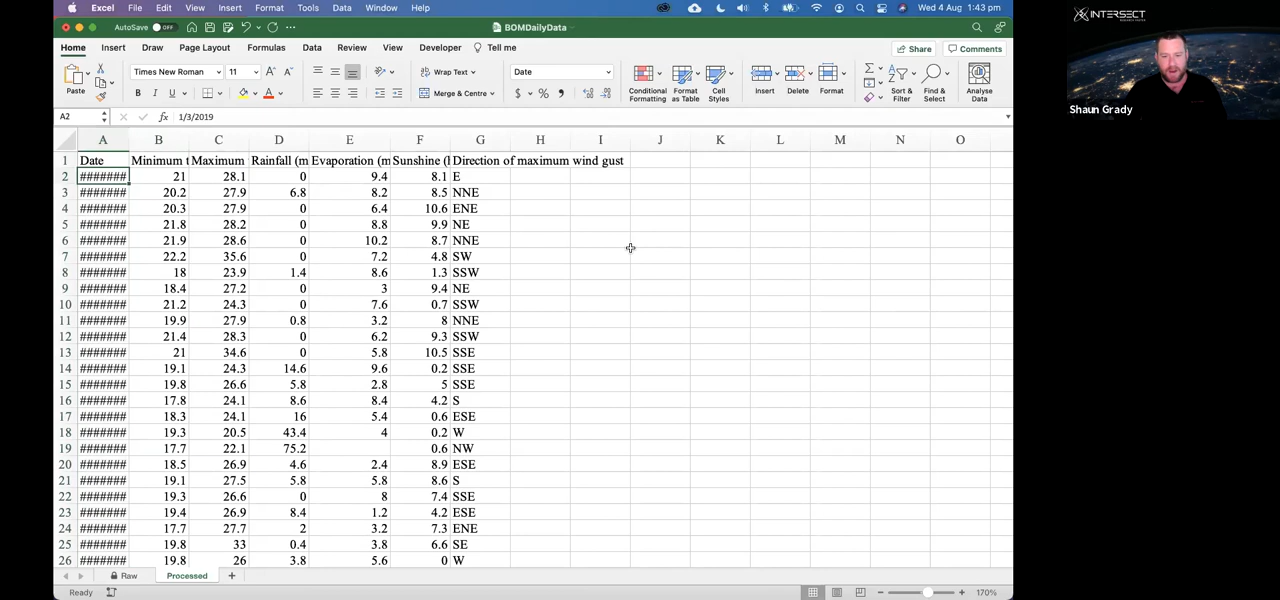 Excel File Edit View Insert Format Tools Data Window Help Wed 4 Aug 1:43 pm
AutoSave OFF BOMDailyData
Home Insert Draw Page Layout Formulas Data Review View Developer Tell me Share Comments
Paste Times New Roman 11 A A Wrap Text Date Conditional Formatting Format as Table Cell Styles Insert Delete Format Sort & Filter Find & Select Analyse Data
B I U A Merge & Centre $ %
A2 fx 1/3/2019
A B C D E F G H I J K L M N O
1 Date Minimum t Maximum Rainfall (m Evaporation (m Sunshine (l Direction of maximum wind gust
2 ####### 21 28.1 0 9.4 8.1 E
3 ####### 20.2 27.9 6.8 8.2 8.5 NNE
4 ####### 20.3 27.9 0 6.4 10.6 ENE
5 ####### 21.8 28.2 0 8.8 9.9 NE
6 ####### 21.9 28.6 0 10.2 8.7 NNE
7 ####### 22.2 35.6 0 7.2 4.8 SW
8 ####### 18 23.9 1.4 8.6 1.3 SSW
9 ####### 18.4 27.2 0 3 9.4 NE
10 ####### 21.2 24.3 0 7.6 0.7 SSW
11 ####### 19.9 27.9 0.8 3.2 8 NNE
12 ####### 21.4 28.3 0 6.2 9.3 SSW
13 ####### 21 34.6 0 5.8 10.5 SSE
14 ####### 19.1 24.3 14.6 9.6 0.2 SSE
15 ####### 19.8 26.6 5.8 2.8 5 SSE
16 ####### 17.8 24.1 8.6 8.4 4.2 S
17 ####### 18.3 24.1 16 5.4 0.6 ESE
18 ####### 19.3 20.5 43.4 4 0.2 W
19 ####### 17.7 22.1 75.2 0.6 NW
20 ####### 18.5 26.9 4.6 2.4 8.9 ESE
21 ####### 19.1 27.5 5.8 5.8 8.6 S
22 ####### 19.3 26.6 0 8 7.4 SSE
23 ####### 19.4 26.9 8.4 1.2 4.2 ESE
24 ####### 17.7 27.7 2 3.2 7.3 ENE
25 ####### 19.8 33 0.4 3.8 6.6 SE
26 ####### 19.8 26 3.8 5.6 0 W
Raw Processed +
Ready 170%
INTERSECT
Shaun Grady